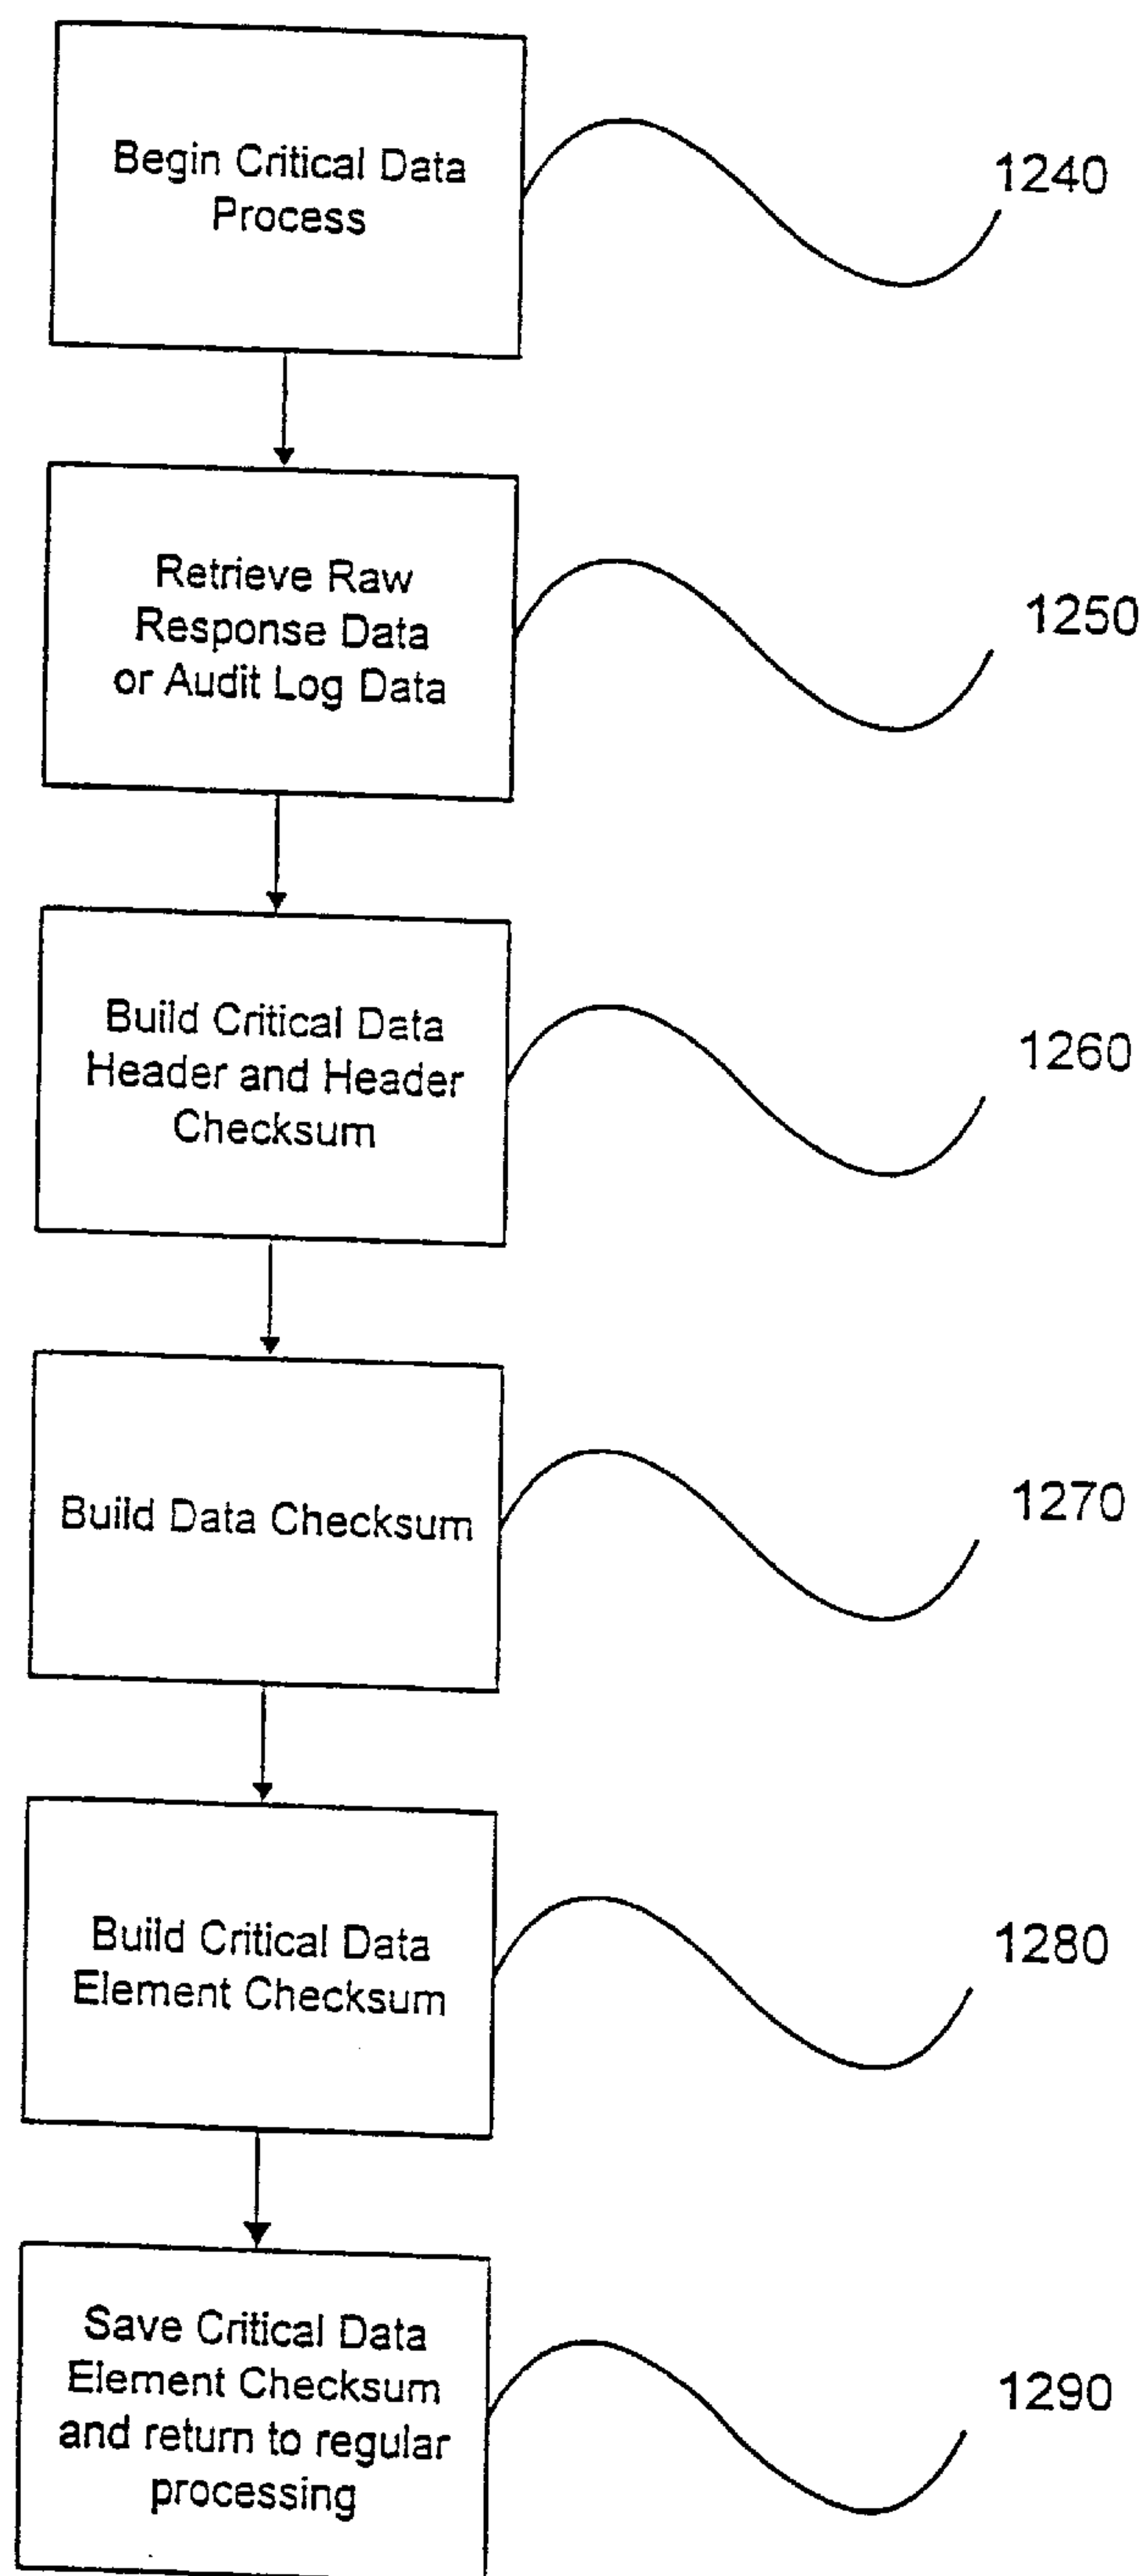 Begin Critical Data
Process
1240
Retrieve Raw
Response Data
or Audit Log Data
1250
Build Critical Data
Header and Header
Checksum
1260
Build Data Checksum
1270
Build Critical Data
Element Checksum
1280
Save Critical Data
Element Checksum
and return to regular
processing
1290